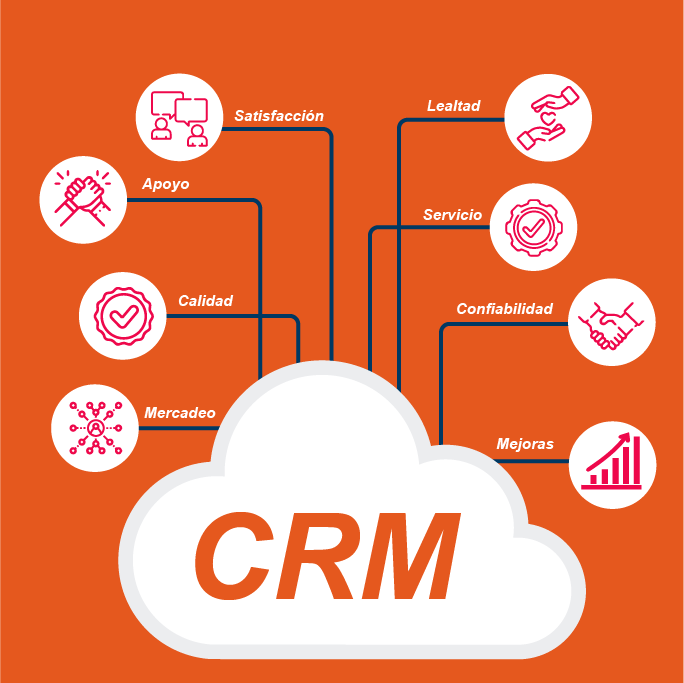 Satisfacción
Apoyo
Calidad
Mercadeo
Lealtad
Servicio
Confiabilidad
Mejoras
CRM